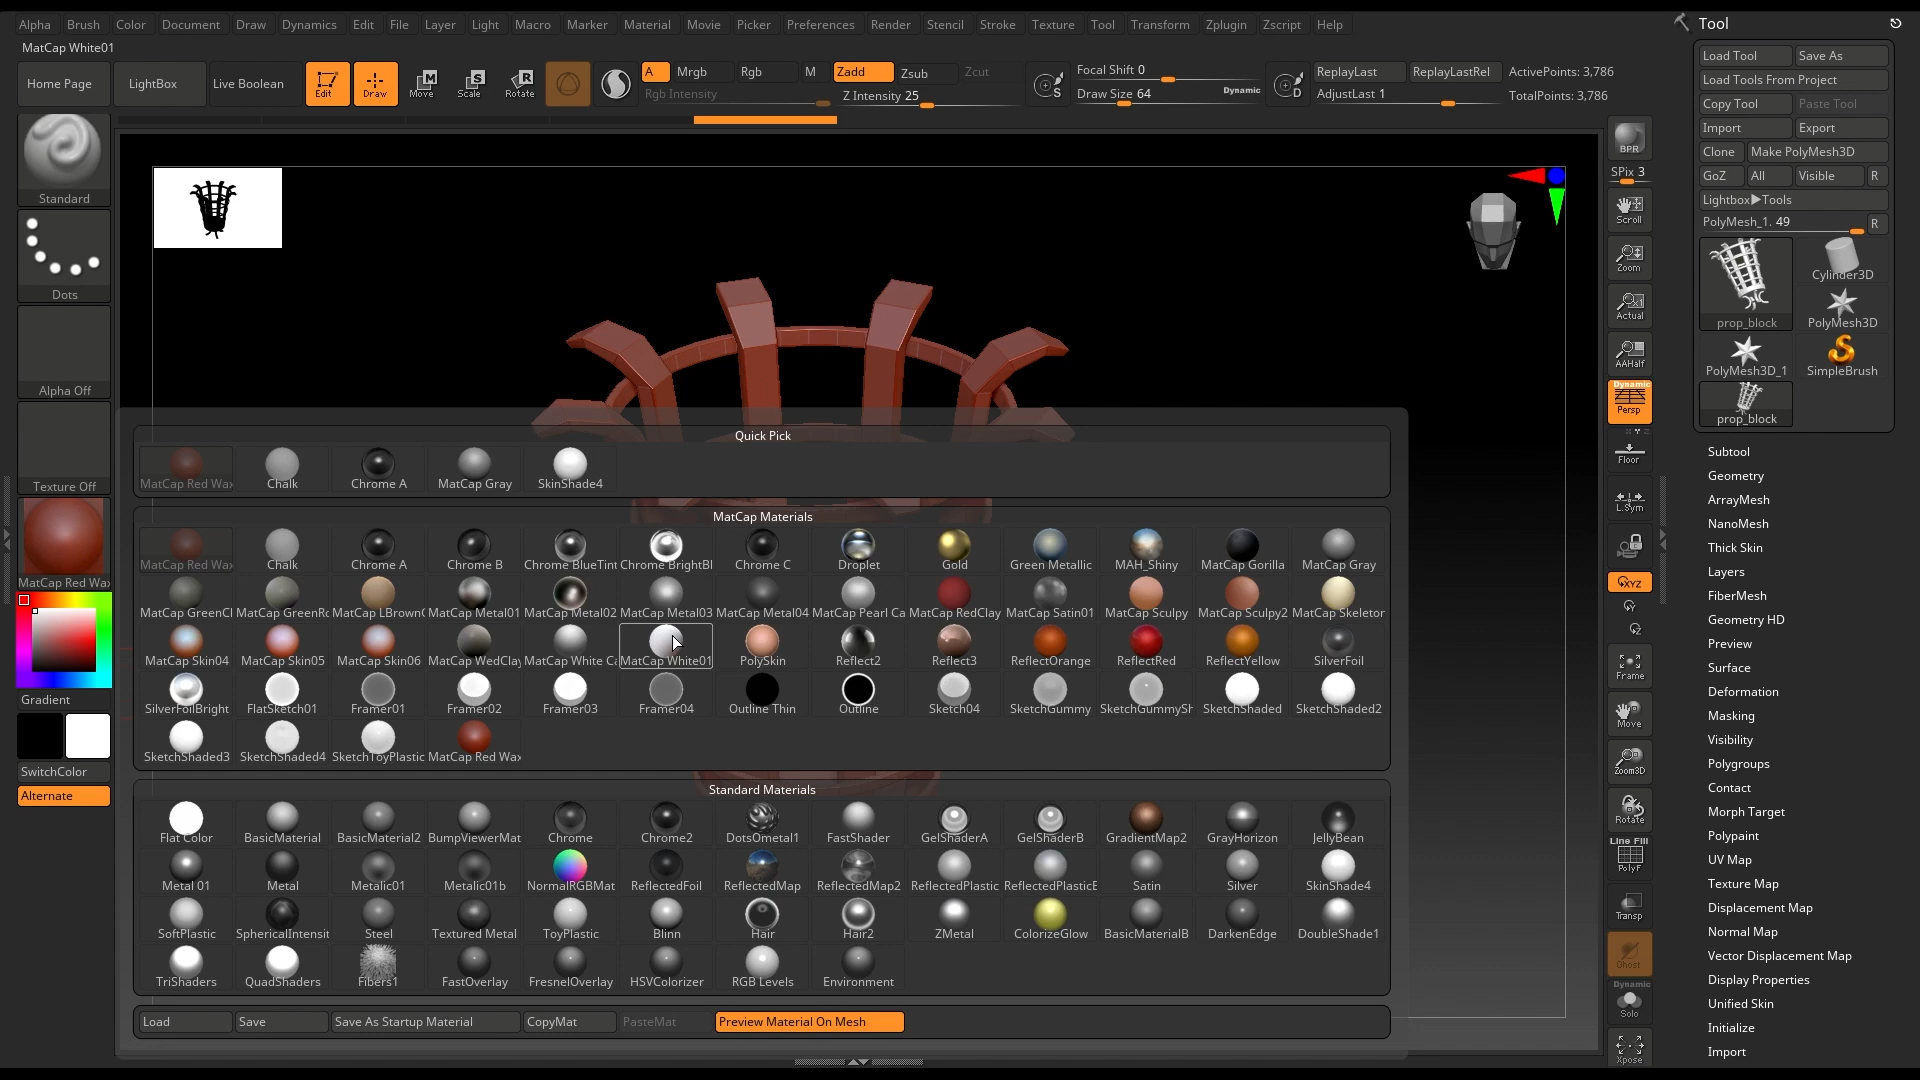 Alpha Brush Color Document Draw Dynamics Edit File Layer Light Macro Marker Material Movie Picker Preferences Render Stencil Stroke Texture Tool Transform Zplugin Zscript Help
MatCap White01
Home Page LightBox Live Boolean Edit Draw Move Scale Rotate
A Mrgb Rgb M Zadd Zsub Zcut
Rgb Intensity Z Intensity 25
Focal Shift 0
Draw Size 64 Dynamic
ReplayLast ReplayLastRel ActivePoints: 3,786
AdjustLast 1 TotalPoints: 3,786
Standard
Dots
Alpha Off
Texture Off
MatCap Red Wax
Gradient
SwitchColor
Alternate
Quick Pick
MatCap Red Wax Chalk Chrome A MatCap Gray SkinShade4
MatCap Materials
MatCap Red Wax Chalk Chrome A Chrome B Chrome BlueTint Chrome BrightBl Chrome C Droplet Gold Green Metallic MAH_Shiny MatCap Gorilla MatCap Gray
MatCap GreenCl MatCap GreenRo MatCap LBrown MatCap Metal01 MatCap Metal02 MatCap Metal03 MatCap Metal04 MatCap Pearl Ca MatCap RedClay MatCap Satin01 MatCap Sculpy MatCap Sculpy2 MatCap Skeleton
MatCap Skin04 MatCap Skin05 MatCap Skin06 MatCap WedClay MatCap White Ca MatCap White01 PolySkin Reflect2 Reflect3 ReflectOrange ReflectRed ReflectYellow SilverFoil
SilverFoilBright FlatSketch01 Framer01 Framer02 Framer03 Framer04 Outline Thin Outline Sketch04 SketchGummy SketchGummySh SketchShaded SketchShaded2
SketchShaded3 SketchShaded4 SketchToyPlastic MatCap Red Wax
Standard Materials
Flat Color BasicMaterial BasicMaterial2 BumpViewerMat Chrome Chrome2 DotsOmetal1 FastShader GelShaderA GelShaderB GradientMap2 GrayHorizon JellyBean
Metal 01 Metal Metalic01 Metalic01b NormalRGBMat ReflectedFoil ReflectedMap ReflectedMap2 ReflectedPlastic ReflectedPlasticE Satin Silver SkinShade4
SoftPlastic SphericalIntensit Steel Textured Metal ToyPlastic Blinn Hair Hair2 ZMetal ColorizeGlow BasicMaterialB DarkenEdge DoubleShade1
TriShaders QuadShaders Fibers1 FastOverlay FresnelOverlay HSVColorizer RGB Levels Environment
Load Save Save As Startup Material CopyMat PasteMat Preview Material On Mesh
BPR
SPix 3
Scroll
Zoom
Actual
AAHalf
Dynamic
Persp
Floor
L.Sym
XYZ
Frame
Move
Zoom3D
Rotate
Line Fill
PolyF
Transp
Ghost
Dynamic
Solo
Xpose
Tool
Load Tool Save As
Load Tools From Project
Copy Tool Paste Tool
Import Export
Clone Make PolyMesh3D
GoZ All Visible R
Lightbox▶Tools
PolyMesh_1. 49 R
Cylinder3D
prop_block PolyMesh3D
PolyMesh3D_1 SimpleBrush
prop_block
Subtool
Geometry
ArrayMesh
NanoMesh
Thick Skin
Layers
FiberMesh
Geometry HD
Preview
Surface
Deformation
Masking
Visibility
Polygroups
Contact
Morph Target
Polypaint
UV Map
Texture Map
Displacement Map
Normal Map
Vector Displacement Map
Display Properties
Unified Skin
Initialize
Import